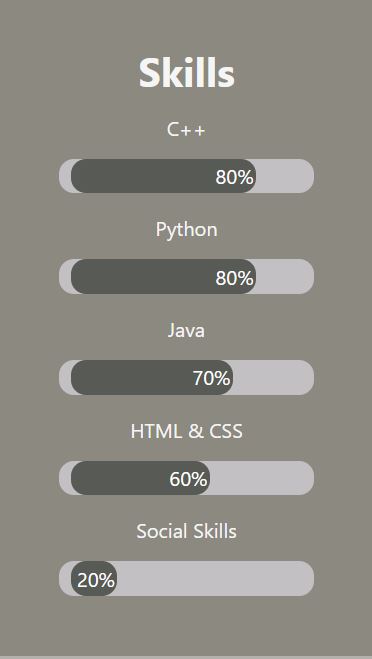 Skills
C++
80%
Python
80%
Java
70%
HTML & CSS
60%
Social Skills
20%